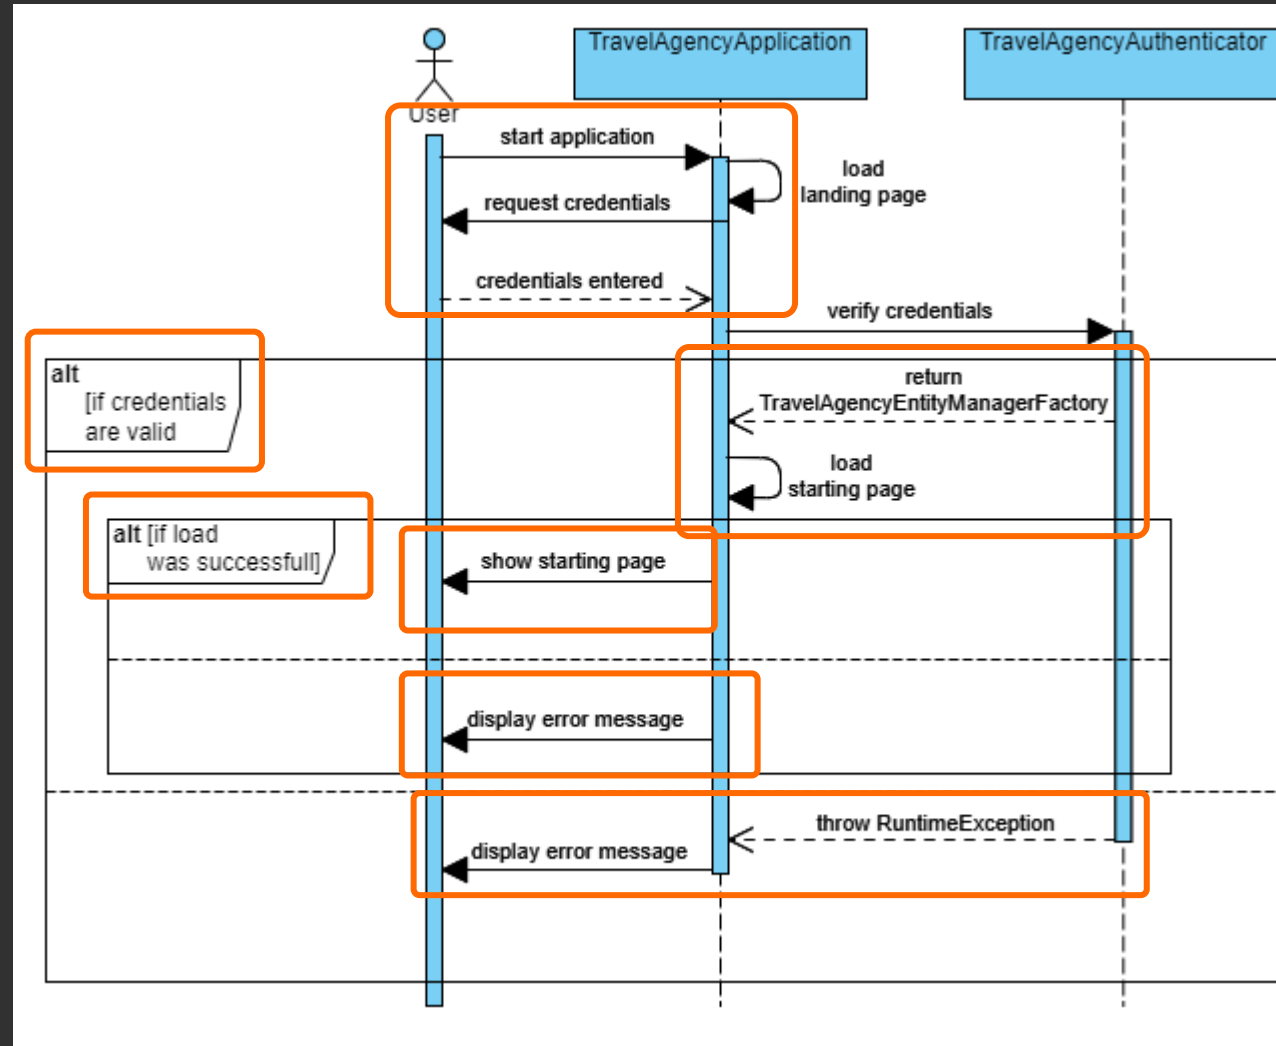 TravelAgencyApplication
TravelAgencyAuthenticator
User
start application
load
landing page
request credentials
credentials entered
verify credentials
alt
[if credentials
are valid
return
TravelAgencyEntityManagerFactory
load
starting page
alt [if load
was successfull]
show starting page
display error message
throw RuntimeException
display error message